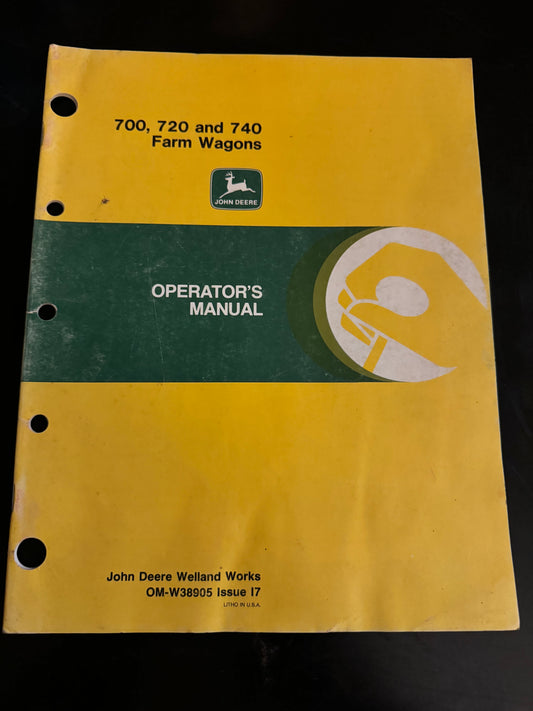 700, 720 and 740
Farm Wagons
JOHN DEERE
OPERATOR'S
MANUAL
John Deere Welland Works
OM-W38905 Issue I7
LITHO IN U.S.A.